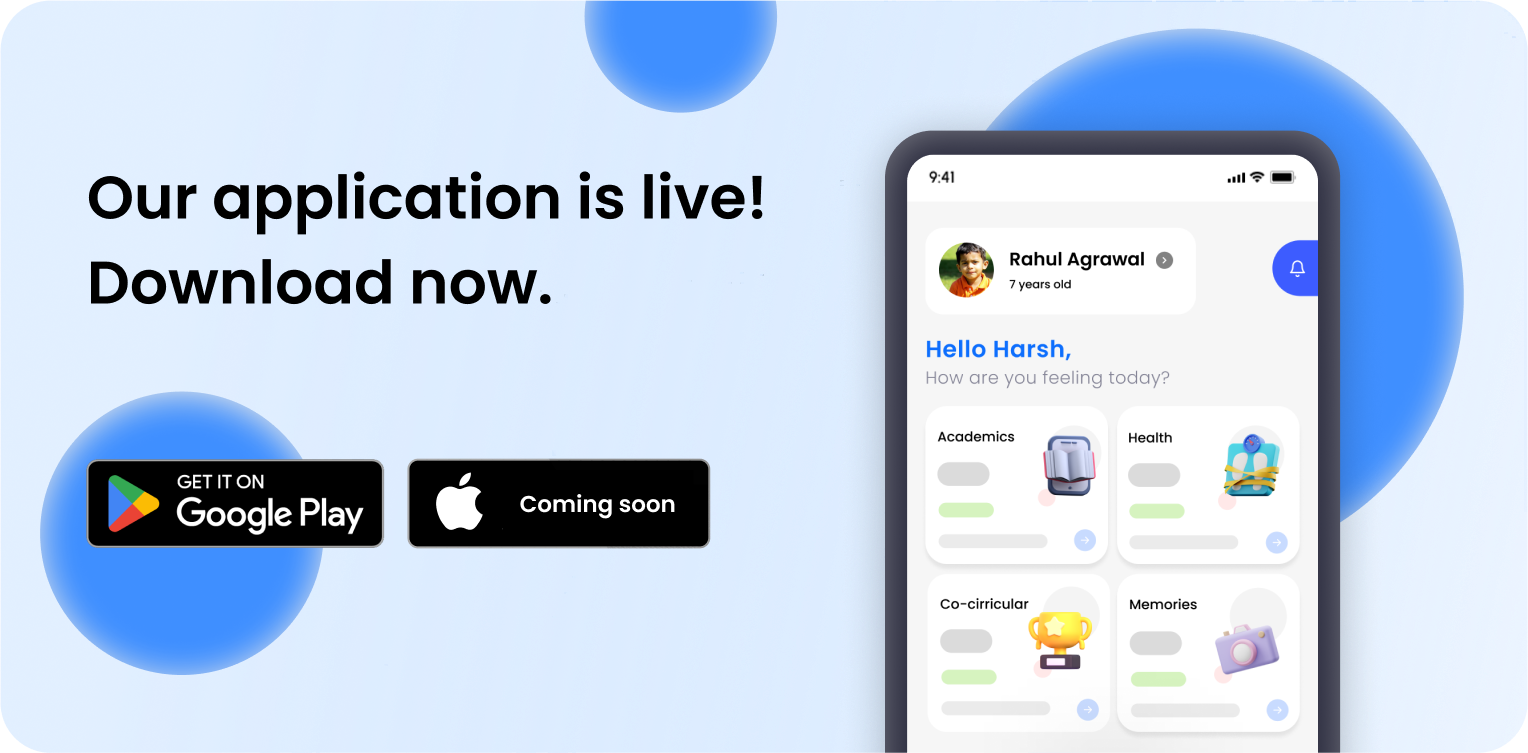 Our application is live!
Download now.
GET IT ON
Google Play
Coming soon
9:41
Rahul Agrawal
7 years old
Hello Harsh,
How are you feeling today?
Academics
Health
Co-cirricular
Memories